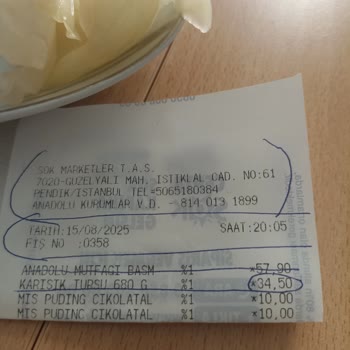 ŞOK MARKETLER T.A.S.
7020-GUZELYALI MAH. ISTIKLAL CAD. NO:61
PENDIK/ISTANBUL TEL=5065180384
ANADOLU KURUMLAR V.D. - 814 013 1899
TARIH:15/08/2025 SAAT:20:05
FIS NO :0358
ANADOLU MUTFAGI BASM %1 *57,90
KARISIK TURSU 680 G %1 *34,50
MIS PUDING CIKOLATAL %1 *10,00
MIS PUDING CIKOLATAL %1 *10,00